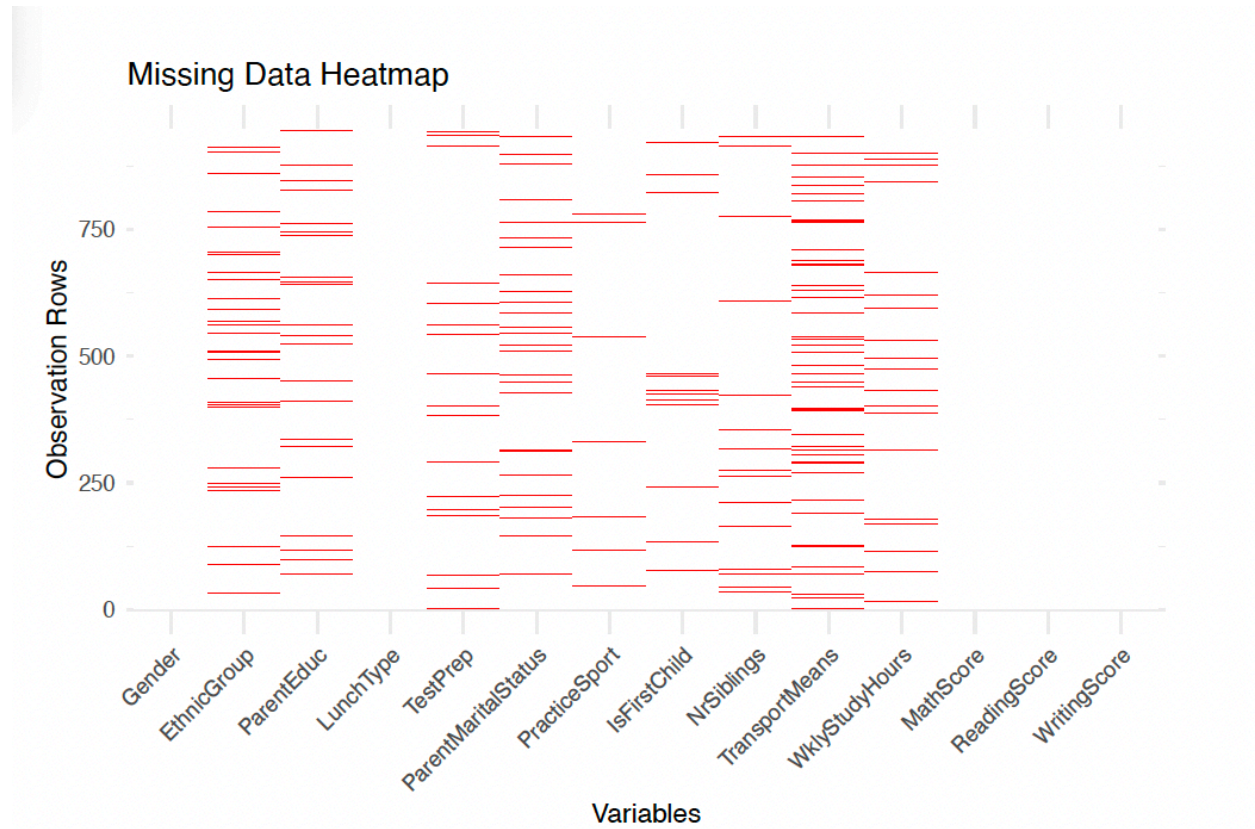 Missing Data Heatmap
Observation Rows
750
500
250
0
Gender
EthnicGroup
ParentEduc
LunchType
TestPrep
ParentMaritalStatus
PracticeSport
IsFirstChild
NrSiblings
TransportMeans
WklyStudyHours
MathScore
ReadingScore
WritingScore
Variables